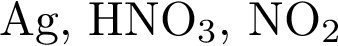 Ag, HNO₃, NO₂